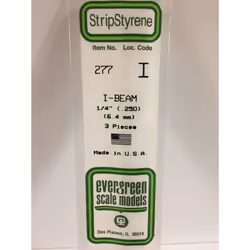 StripStyrene
Item No. Loc. Code
277 I
I-BEAM
1/4" (.250)
(6.4 mm)
3 Pieces
Made in U.S.A.
evergreen
scale models
Des Plaines, IL 60018